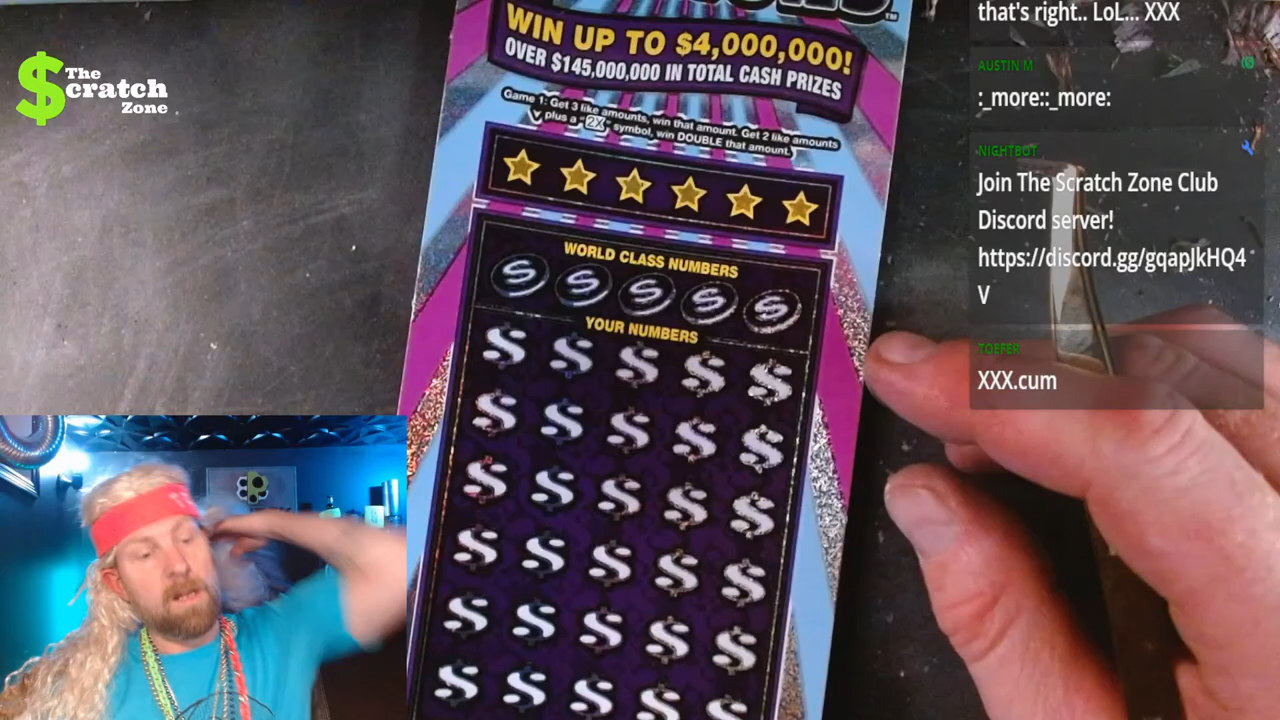 The
$cratch
Zone
WIN UP TO $4,000,000!
OVER $145,000,000 IN TOTAL CASH PRIZES
Game 1: Get 3 like amounts, win that amount. Get 2 like amounts
plus a "2X" symbol, win DOUBLE that amount.
WORLD CLASS NUMBERS
YOUR NUMBERS
that's right.. LoL... XXX
AUSTIN M
:_more::_more:
NIGHTBOT
Join The Scratch Zone Club
Discord server!
https://discord.gg/gqapJkHQ4
V
TOEFER
XXX.cum